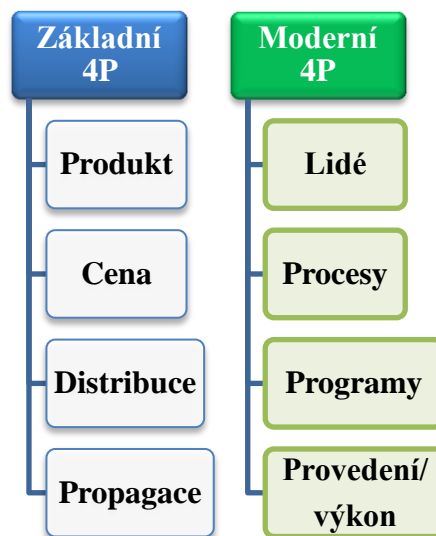 Základní
4P
Produkt
Cena
Distribuce
Propagace
Moderní
4P
Lidé
Procesy
Programy
Provedení/
výkon